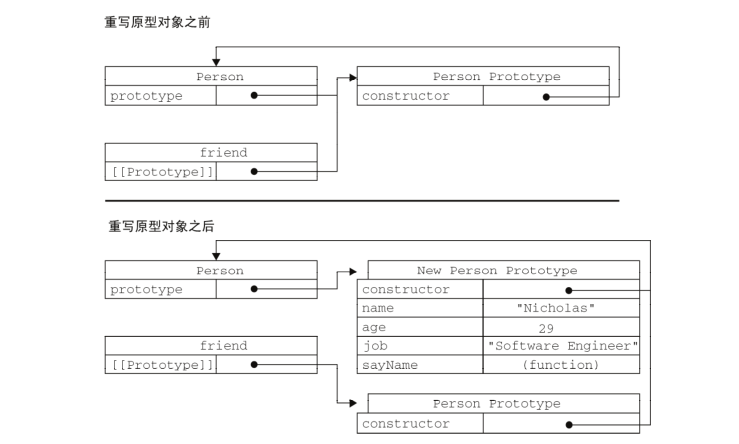 重写原型对象之前
Person
Person Prototype
prototype
constructor
friend
[[Prototype]]
重写原型对象之后
Person
New Person Prototype
prototype
constructor
name "Nicholas"
age 29
friend
job "Software Engineer"
[[Prototype]]
sayName (function)
Person Prototype
constructor